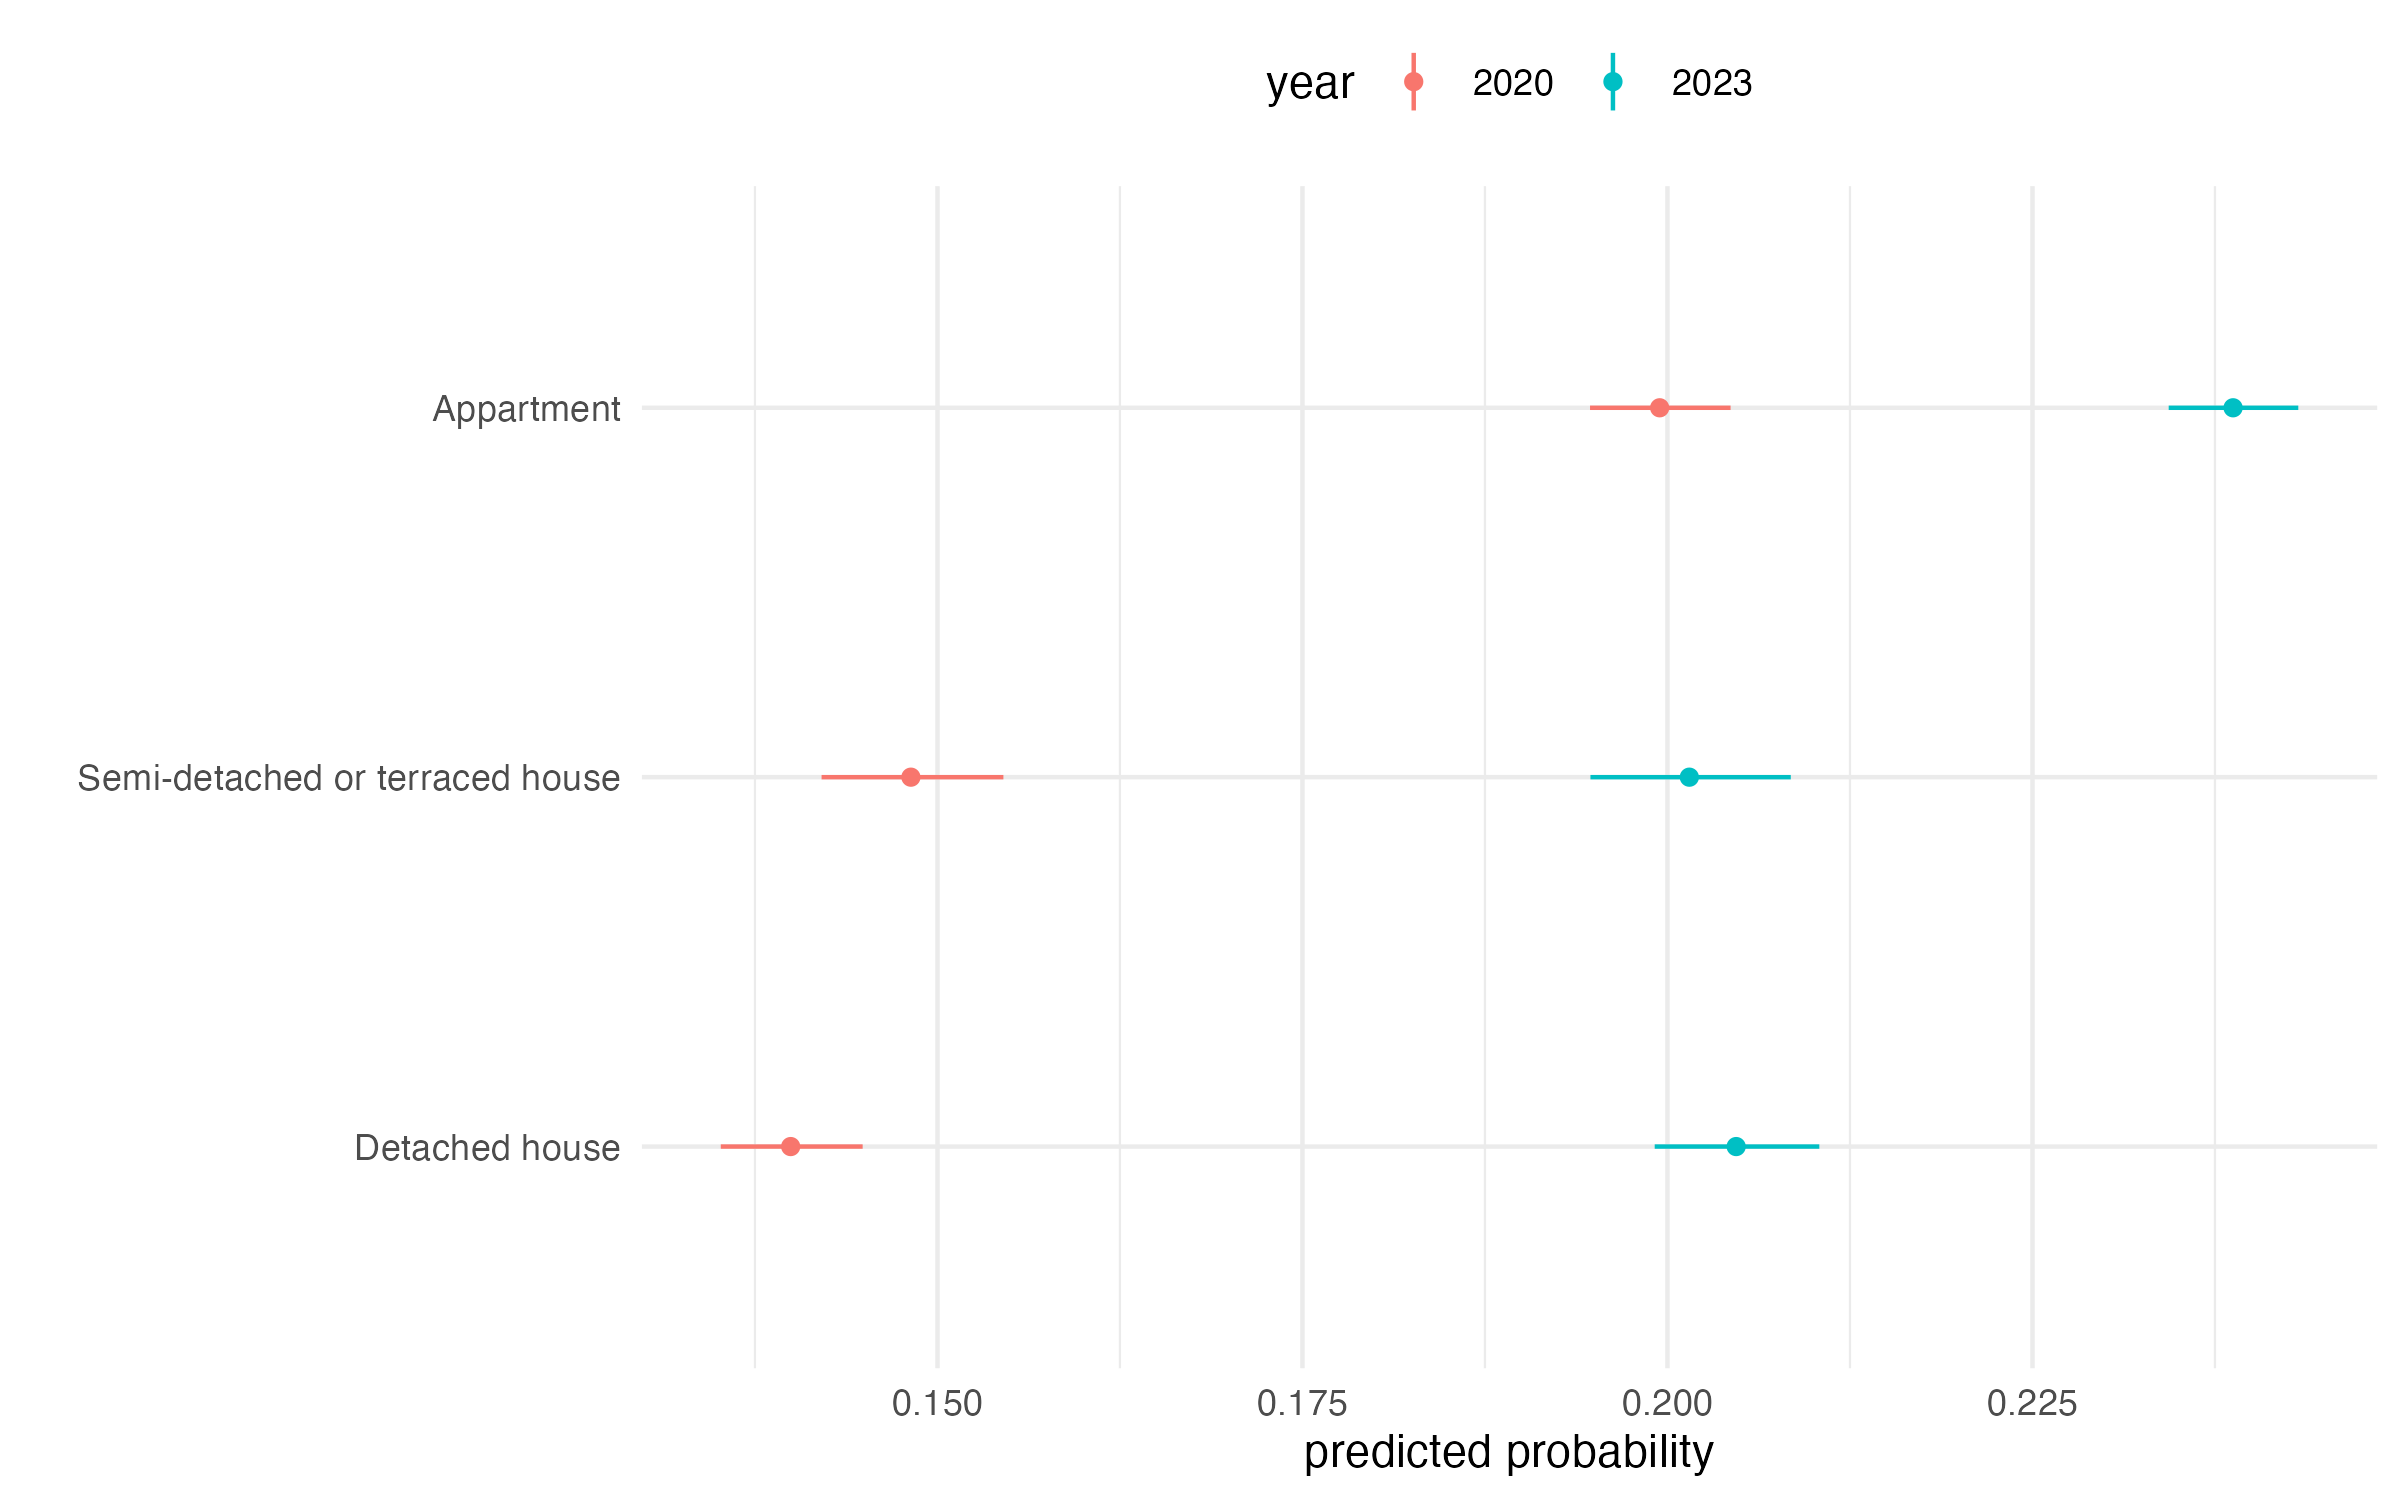 year 2020 2023
Appartment
Semi-detached or terraced house
Detached house
0.150 0.175 0.200 0.225
predicted probability